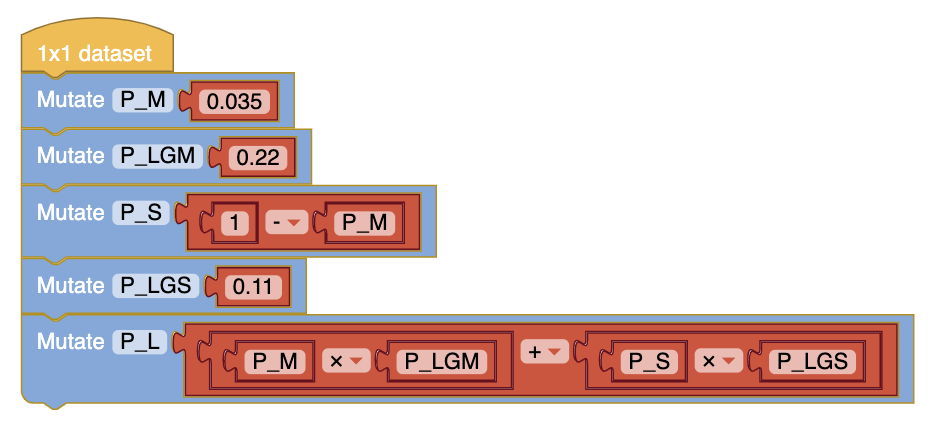 1x1 dataset
Mutate P_M 0.035
Mutate P_LGM 0.22
Mutate P_S 1 - P_M
Mutate P_LGS 0.11
Mutate P_L P_M × P_LGM + P_S × P_LGS